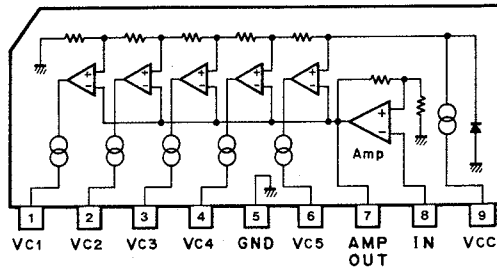 + - + - + - + - + - + -
Amp
1 2 3 4 5 6 7 8 9
VC1 VC2 VC3 VC4 GND VC5 AMP OUT IN VCC